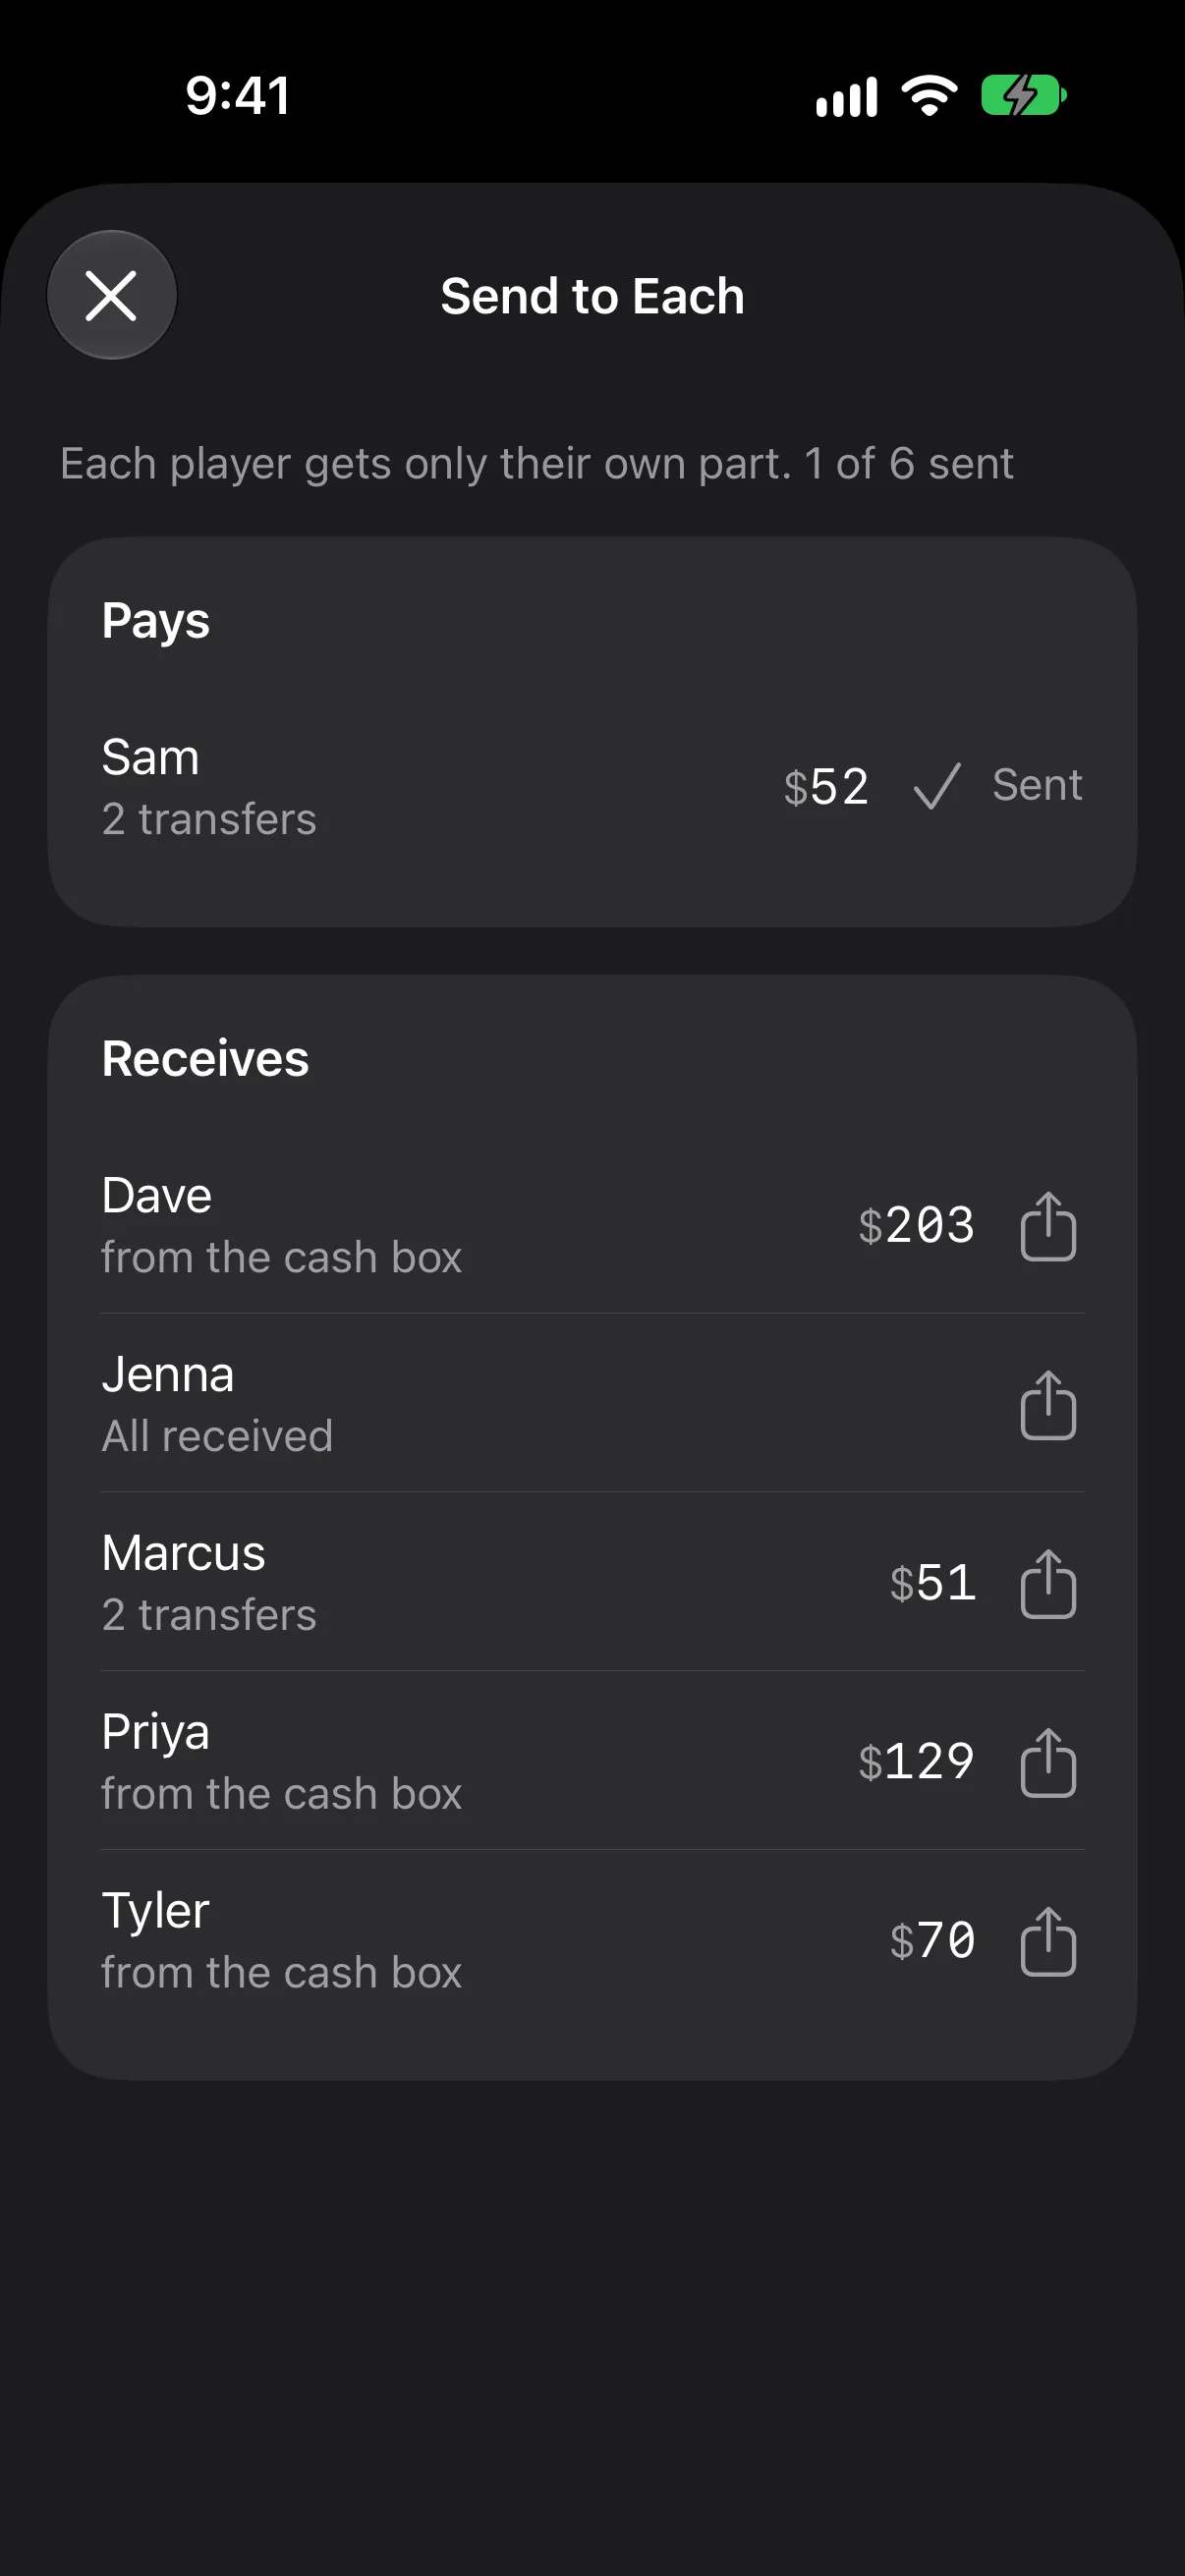 9:41
Send to Each
Each player gets only their own part. 1 of 6 sent
Pays
Sam
2 transfers
$52
Sent
Receives
Dave
from the cash box
$203
Jenna
All received
Marcus
2 transfers
$51
Priya
from the cash box
$129
Tyler
from the cash box
$70